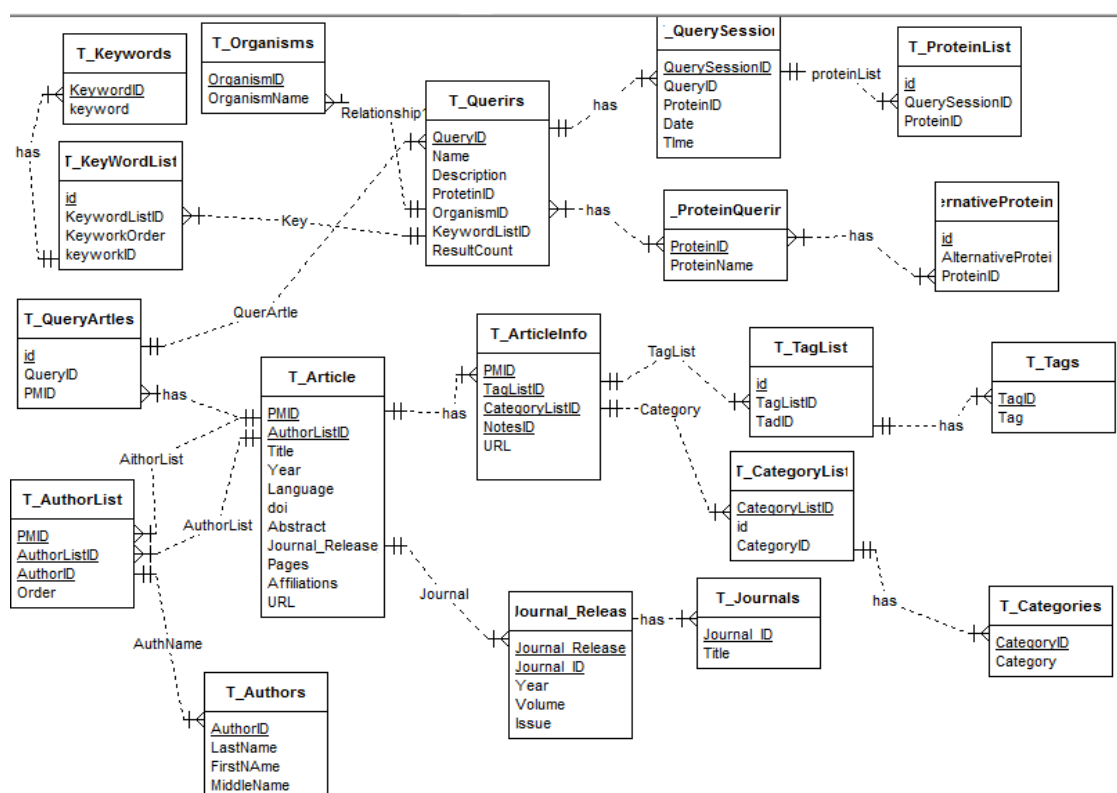 T_Keywords
KeywordID
keyword
T_Organisms
OrganismID
OrganismName
_QuerySession
QuerySessionID
QueryID
ProteinID
Date
TIme
T_ProteinList
id
QuerySessionID
ProteinID
proteinList
has
Relationship1
T_Querirs
QueryID
Name
Description
ProtetinID
OrganismID
KeywordListID
ResultCount
has
T_KeyWordList
id
KeywordListID
KeyworkOrder
keyworkID
Key
has
_ProteinQuerir
ProteinID
ProteinName
has
ernativeProtein
id
AlternativeProtei
ProteinID
QuerArtle
T_QueryArtles
id
QueryID
PMID
has
T_Article
PMID
AuthorListID
Title
Year
Language
doi
Abstract
Journal_Release
Pages
Affiliations
URL
has
T_ArticleInfo
PMID
TagListID
CategoryListID
NotesID
URL
TagList
Category
T_TagList
id
TagListID
TadID
has
T_Tags
TagID
Tag
AithorList
AuthorList
T_AuthorList
PMID
AuthorListID
AuthorID
Order
T_CategoryList
CategoryListID
id
CategoryID
has
T_Categories
CategoryID
Category
Journal
Journal_Releas
Journal_Release
Journal_ID
Year
Volume
Issue
has
T_Journals
Journal_ID
Title
AuthName
T_Authors
AuthorID
LastName
FirstNAme
MiddleName